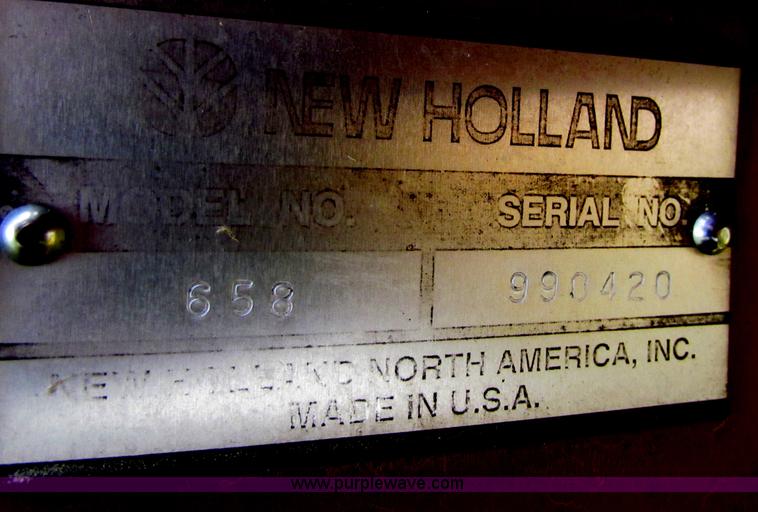 NEW HOLLAND
MODEL NO. SERIAL NO.
658 990420
NEW HOLLAND NORTH AMERICA, INC.
MADE IN U.S.A.
www.purplewave.com